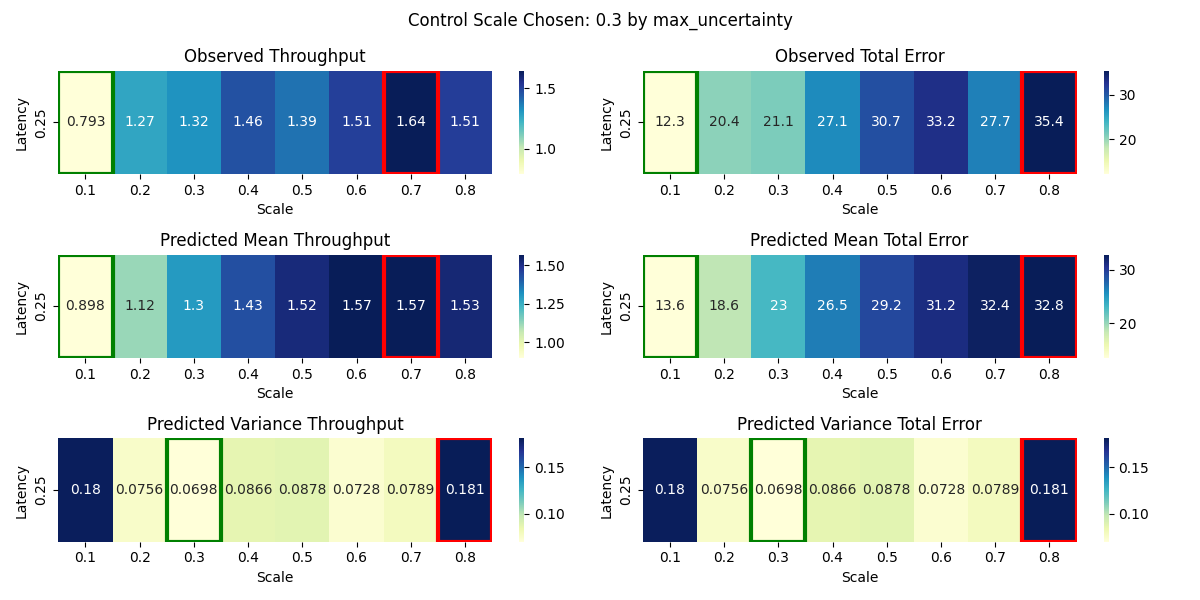 Control Scale Chosen: 0.3 by max_uncertainty
Observed Throughput
Latency
0.25
0.793 1.27 1.32 1.46 1.39 1.51 1.64 1.51
0.1 0.2 0.3 0.4 0.5 0.6 0.7 0.8
Scale
1.5
1.0
Observed Total Error
Latency
0.25
12.3 20.4 21.1 27.1 30.7 33.2 27.7 35.4
0.1 0.2 0.3 0.4 0.5 0.6 0.7 0.8
Scale
30
20
Predicted Mean Throughput
Latency
0.25
0.898 1.12 1.3 1.43 1.52 1.57 1.57 1.53
0.1 0.2 0.3 0.4 0.5 0.6 0.7 0.8
Scale
1.50
1.25
1.00
Predicted Mean Total Error
Latency
0.25
13.6 18.6 23 26.5 29.2 31.2 32.4 32.8
0.1 0.2 0.3 0.4 0.5 0.6 0.7 0.8
Scale
30
20
Predicted Variance Throughput
Latency
0.25
0.18 0.0756 0.0698 0.0866 0.0878 0.0728 0.0789 0.181
0.1 0.2 0.3 0.4 0.5 0.6 0.7 0.8
Scale
0.15
0.10
Predicted Variance Total Error
Latency
0.25
0.18 0.0756 0.0698 0.0866 0.0878 0.0728 0.0789 0.181
0.1 0.2 0.3 0.4 0.5 0.6 0.7 0.8
Scale
0.15
0.10